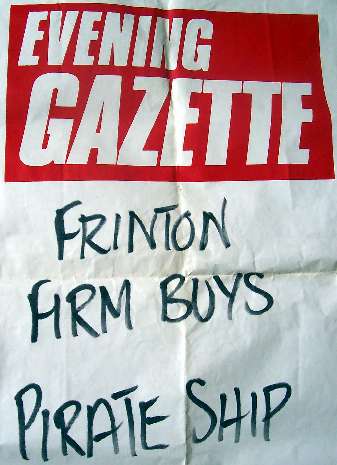 EVENING
GAZETTE
FRINTON
FIRM BUYS
PIRATE SHIP